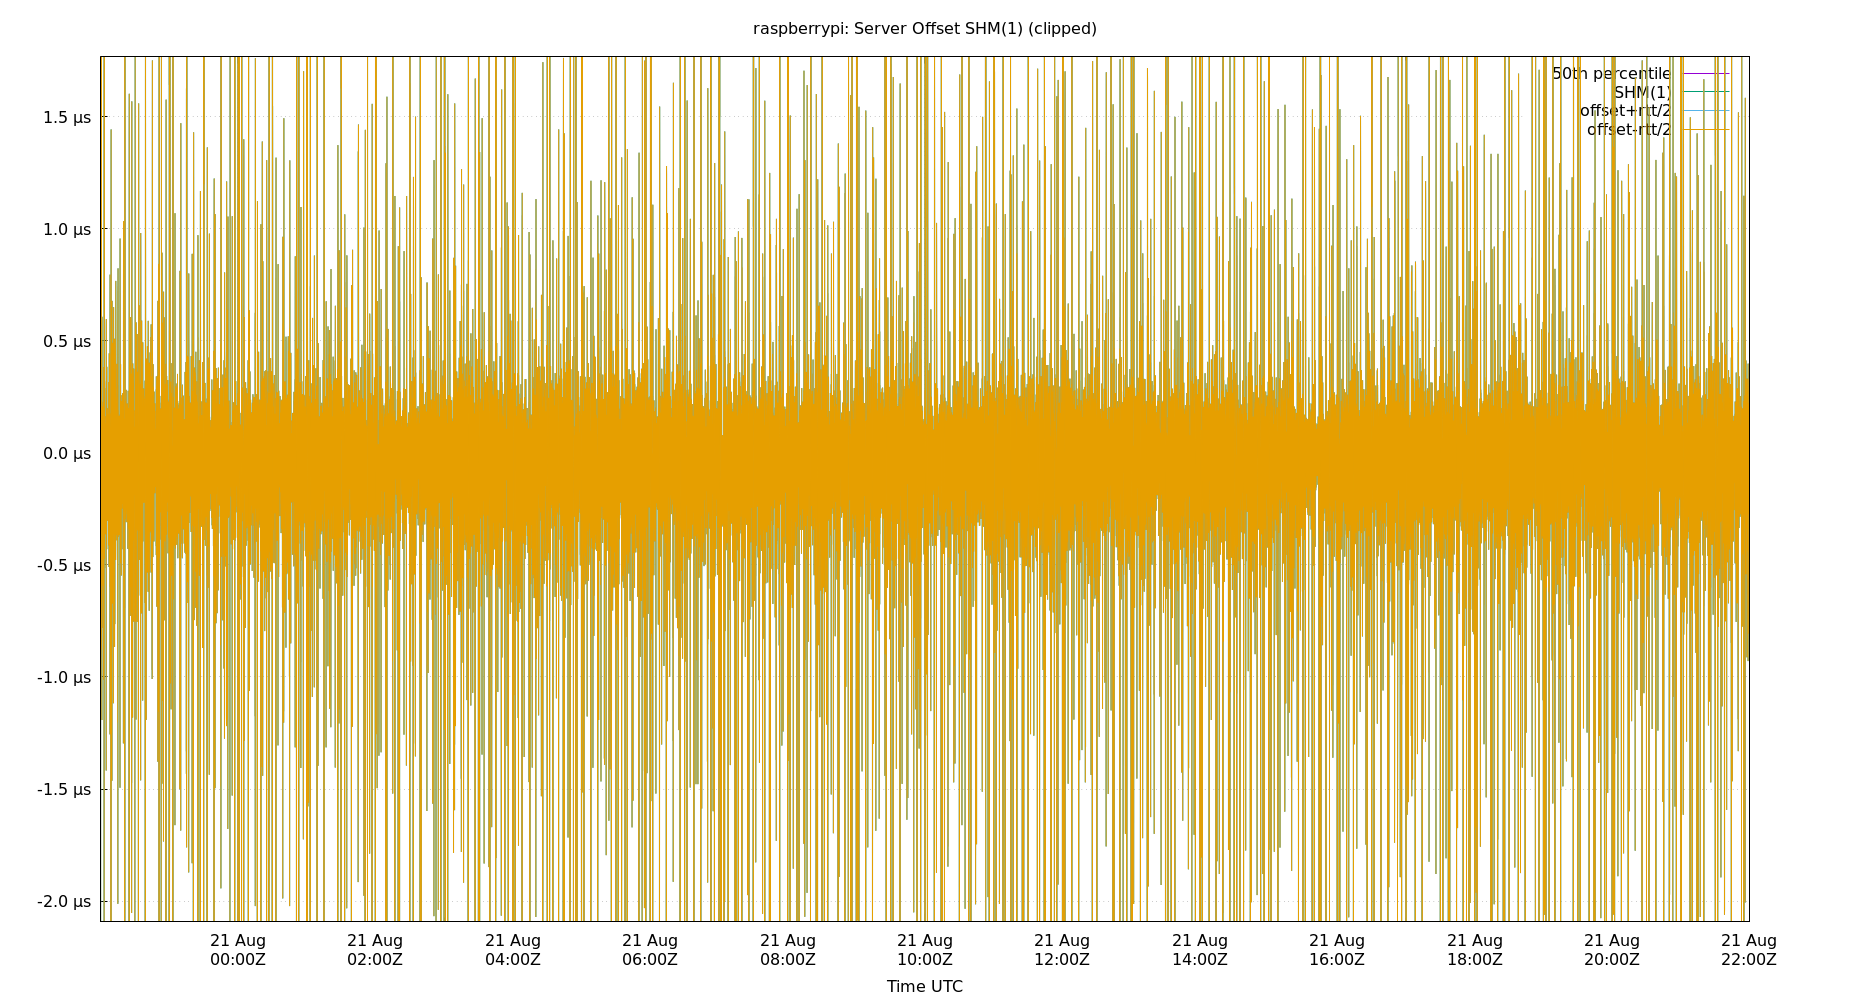 raspberrypi: Server Offset SHM(1) (clipped)
50th percentile
SHM(1)
offset+rtt/2
offset-rtt/2
1.5 µs
1.0 µs
0.5 µs
0.0 µs
-0.5 µs
-1.0 µs
-1.5 µs
-2.0 µs
21 Aug 21 Aug 21 Aug 21 Aug 21 Aug 21 Aug 21 Aug 21 Aug 21 Aug 21 Aug 21 Aug 21 Aug
00:00Z 02:00Z 04:00Z 06:00Z 08:00Z 10:00Z 12:00Z 14:00Z 16:00Z 18:00Z 20:00Z 22:00Z
Time UTC